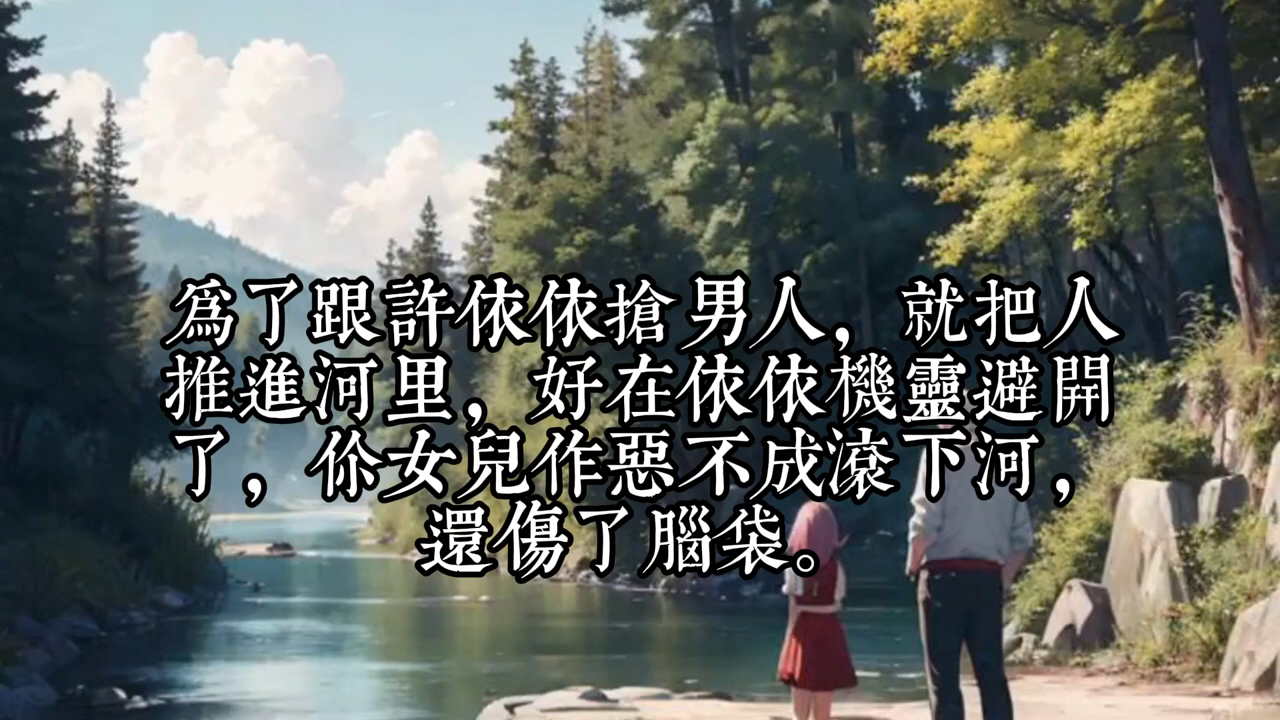 爲了跟許依依搶男人，就把人
推進河里，好在依依機靈避開
了，伱女兒作惡不成滾下河，
還傷了腦袋。